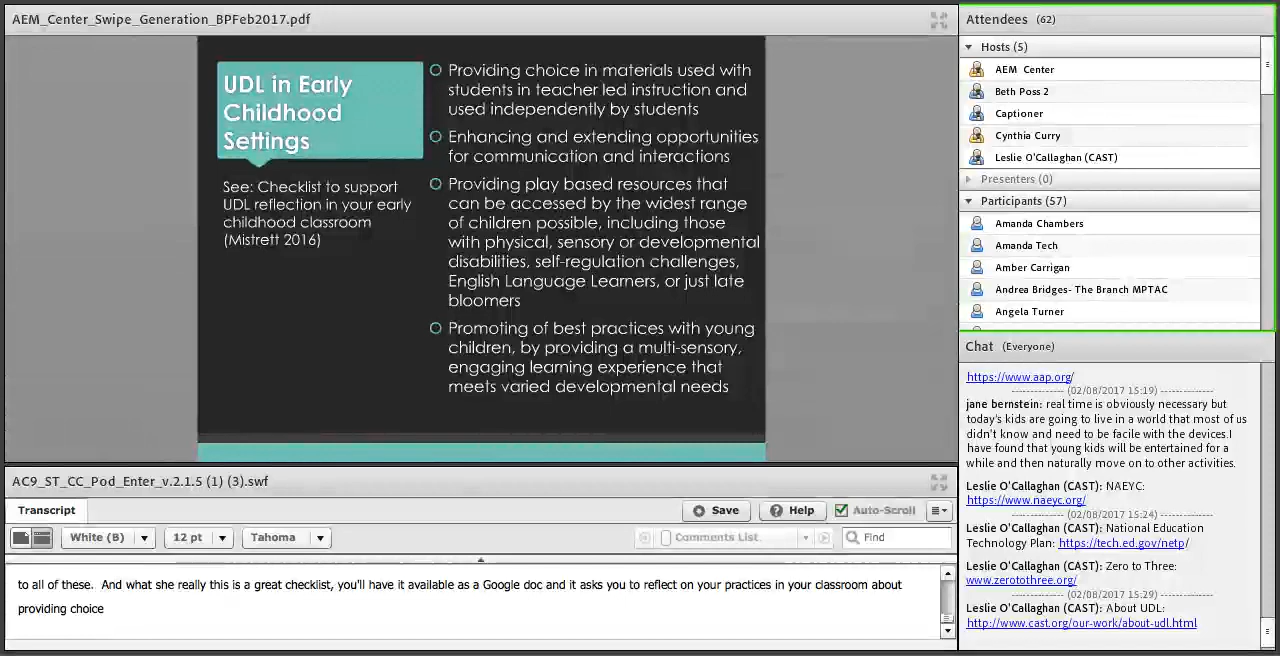 AEM_Center_Swipe_Generation_BPFeb2017.pdf
UDL in Early
Childhood
Settings
See: Checklist to support
UDL reflection in your early
childhood classroom
(Mistrett 2016)
Providing choice in materials used with
students in teacher led instruction and
used independently by students
Enhancing and extending opportunities
for communication and interactions
Providing play based resources that
can be accessed by the widest range
of children possible, including those
with physical, sensory or developmental
disabilities, self-regulation challenges,
English Language Learners, or just late
bloomers
Promoting of best practices with young
children, by providing a multi-sensory,
engaging learning experience that
meets varied developmental needs
AC9_ST_CC_Pod_Enter_v.2.1.5 (1) (3).swf
Transcript
Save
Help
Auto-Scroll
White (B)
12 pt
Tahoma
Comments List
Find
to all of these. And what she really this is a great checklist, you'll have it available as a Google doc and it asks you to reflect on your practices in your classroom about
providing choice
Attendees (62)
Hosts (5)
AEM Center
Beth Poss 2
Captioner
Cynthia Curry
Leslie O'Callaghan (CAST)
Presenters (0)
Participants (57)
Amanda Chambers
Amanda Tech
Amber Carrigan
Andrea Bridges- The Branch MPTAC
Angela Turner
Chat (Everyone)
https://www.aap.org/
-------------- (02/08/2017 15:19) --------------
jane bernstein: real time is obviously necessary but
today's kids are going to live in a world that most of us
didn't know and need to be facile with the devices.I
have found that young kids will be entertained for a
while and then naturally move on to other activities.
Leslie O'Callaghan (CAST): NAEYC:
https://www.naeyc.org/
-------------- (02/08/2017 15:24) --------------
Leslie O'Callaghan (CAST): National Education
Technology Plan: https://tech.ed.gov/netp/
Leslie O'Callaghan (CAST): Zero to Three:
www.zerotothree.org/
-------------- (02/08/2017 15:29) --------------
Leslie O'Callaghan (CAST): About UDL:
http://www.cast.org/our-work/about-udl.html